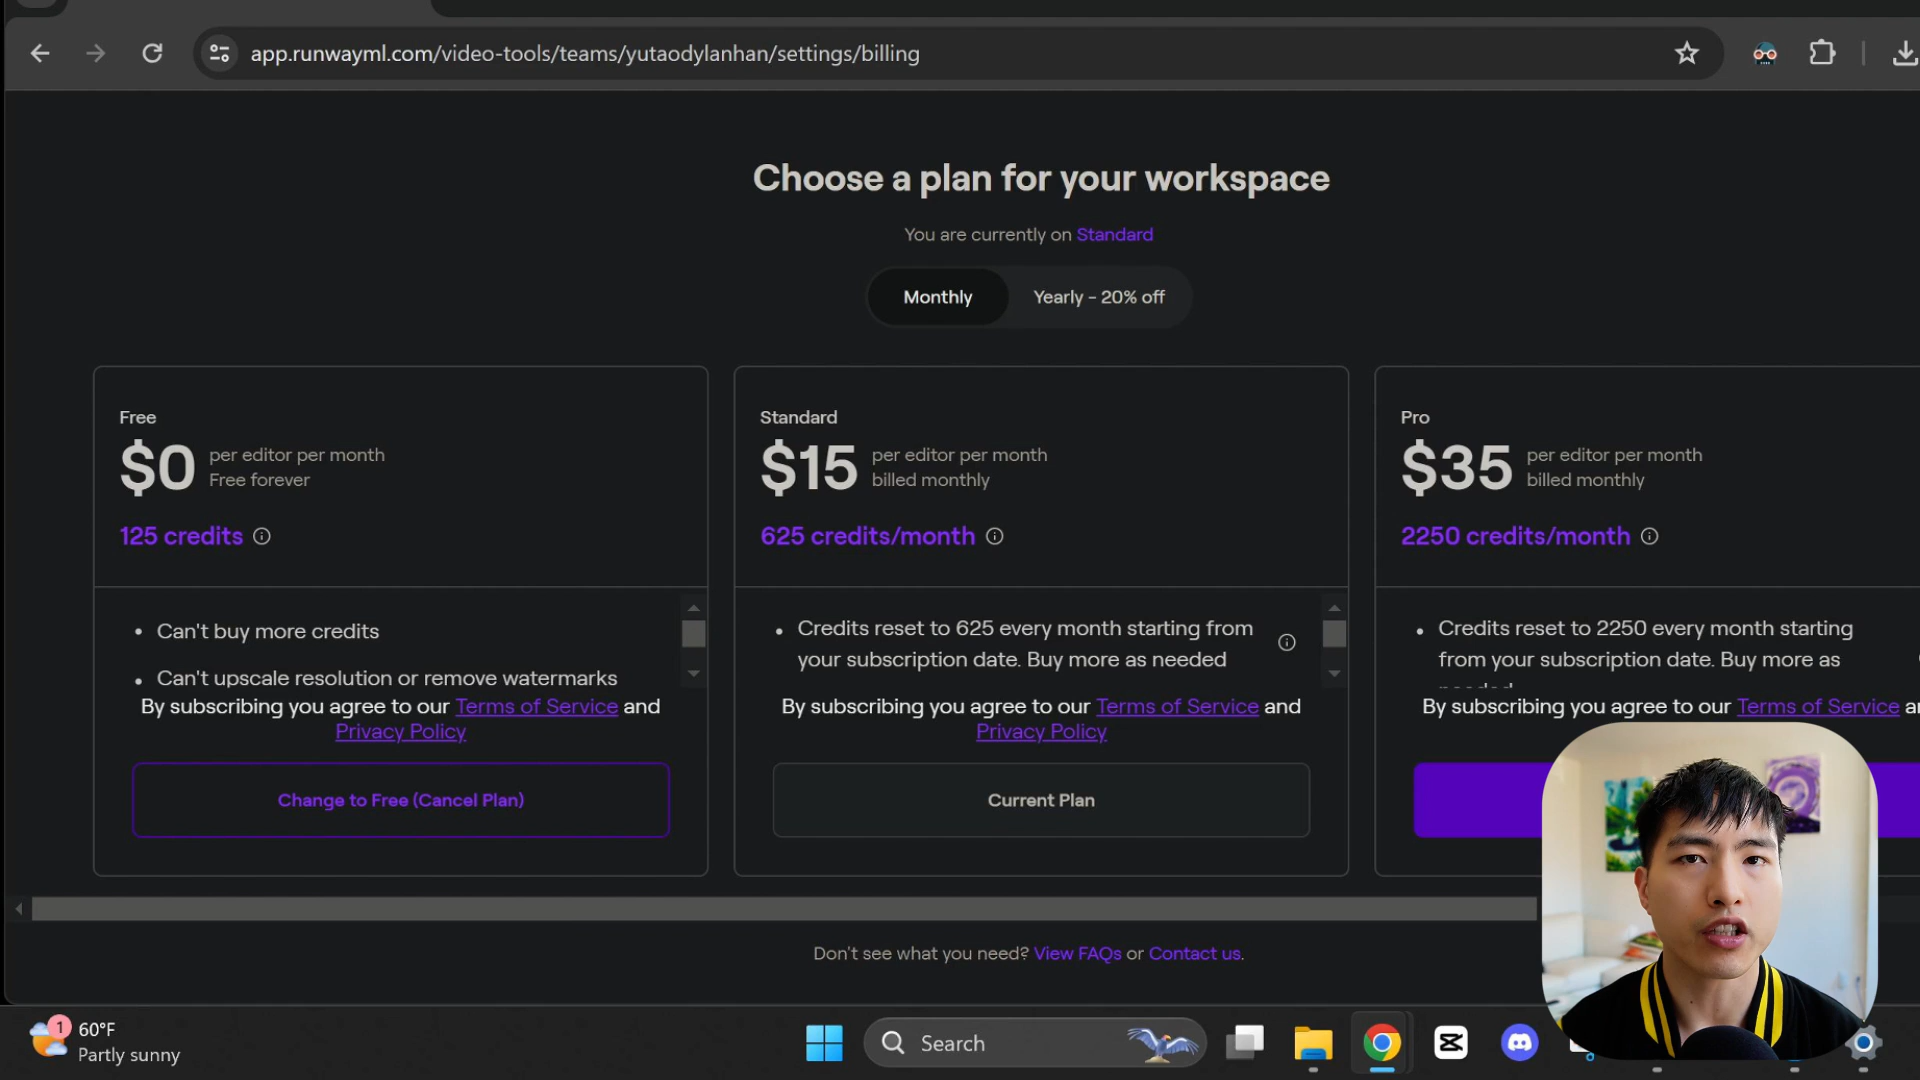 app.runwayml.com/video-tools/teams/yutaodylanhan/settings/billing
Choose a plan for your workspace
You are currently on Standard
Monthly
Yearly - 20% off
Free
$0
per editor per month
Free forever
125 credits
Can't buy more credits
Can't upscale resolution or remove watermarks
By subscribing you agree to our Terms of Service and
Privacy Policy
Change to Free (Cancel Plan)
Standard
$15
per editor per month
billed monthly
625 credits/month
Credits reset to 625 every month starting from
your subscription date. Buy more as needed
By subscribing you agree to our Terms of Service and
Privacy Policy
Current Plan
Pro
$35
per editor per month
billed monthly
2250 credits/month
Credits reset to 2250 every month starting
from your subscription date. Buy more as
needed
By subscribing you agree to our Terms of Service
Don't see what you need? View FAQs or Contact us.
1
60°F
Partly sunny
Search